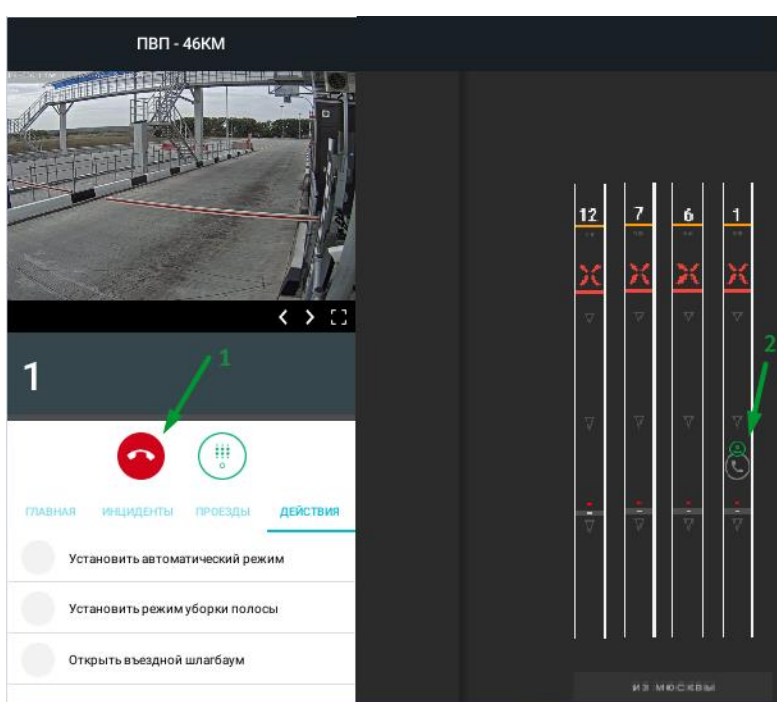 ПВП - 46КМ
1
1
ГЛАВНАЯ ИНЦИДЕНТЫ ПРОЕЗДЫ ДЕЙСТВИЯ
Установить автоматический режим
Установить режим уборки полосы
Открыть въездной шлагбаум
12 7 6 1
2
ИЗ МОСКВЫ